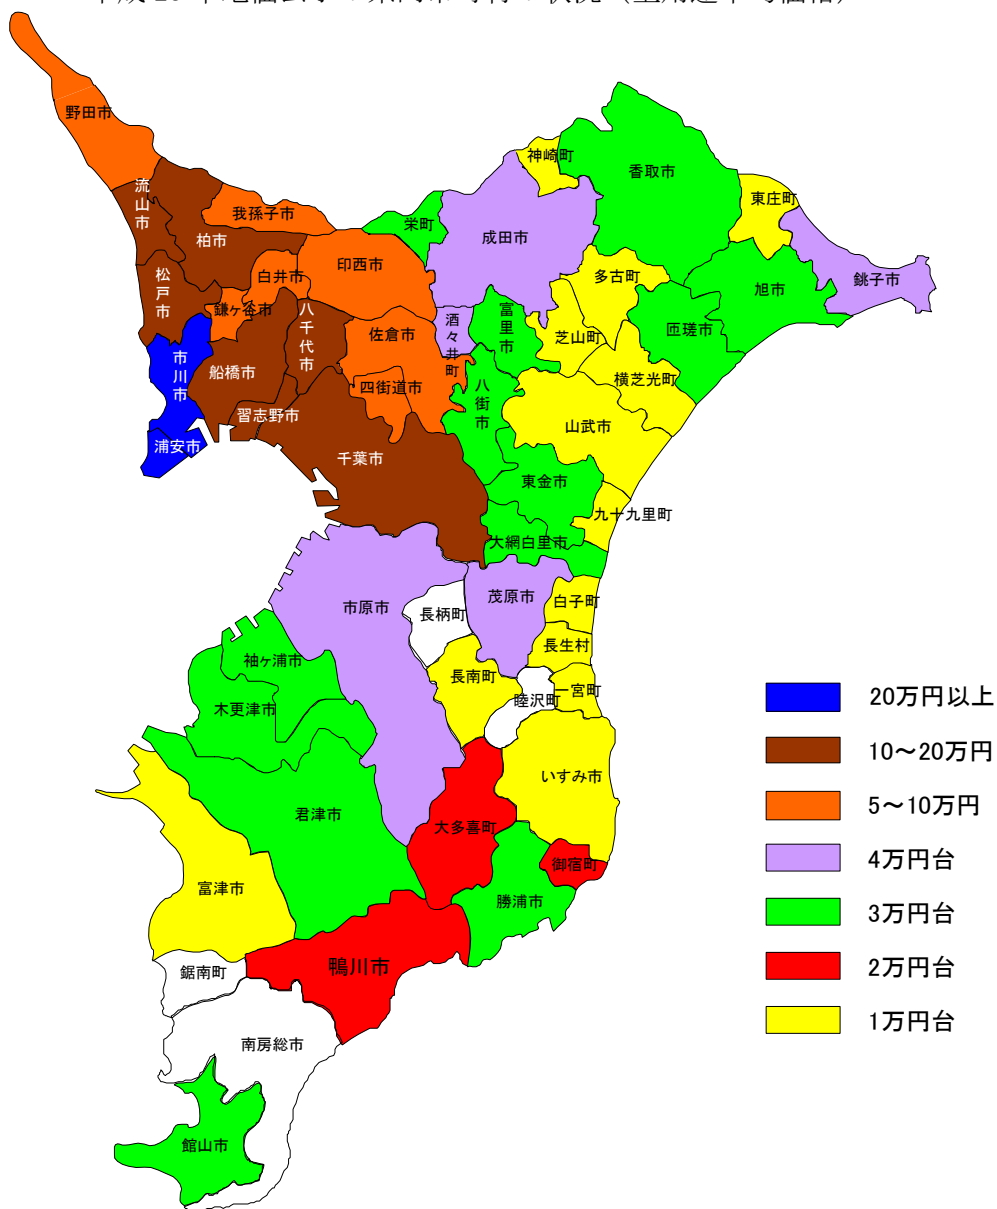 野田市
流山市
柏市
我孫子市
松戸市
鎌ヶ谷市
白井市
印西市
栄町
成田市
神崎町
香取市
東庄町
銚子市
旭市
匝瑳市
多古町
芝山町
横芝光町
富里市
酒々井町
佐倉市
四街道市
八千代市
船橋市
市川市
浦安市
習志野市
千葉市
八街市
山武市
東金市
九十九里町
大網白里市
市原市
長柄町
茂原市
白子町
長生村
長南町
睦沢町
一宮町
袖ヶ浦市
木更津市
君津市
富津市
いすみ市
大多喜町
御宿町
勝浦市
鴨川市
鋸南町
南房総市
館山市
20万円以上
10～20万円
5～10万円
4万円台
3万円台
2万円台
1万円台